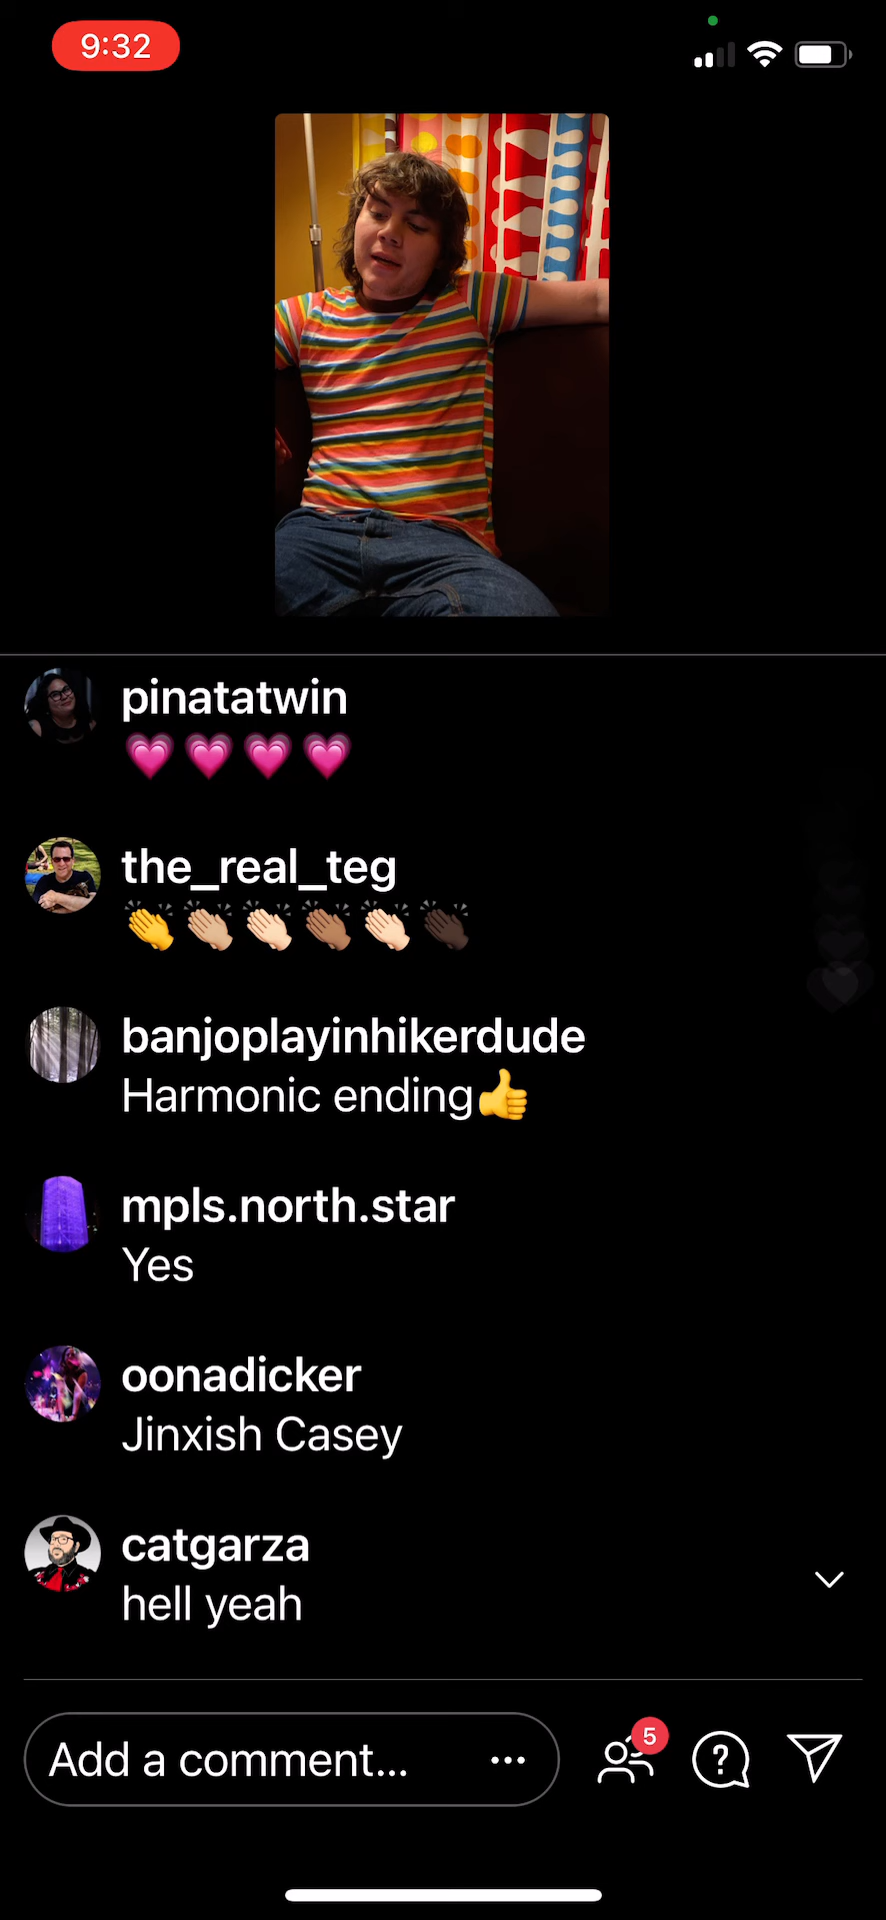 9:32
pinatatwin
💗💗💗💗
the_real_teg
👏👏🏼👏🏻👏🏾👏🏻👏🏿
banjoplayinhikerdude
Harmonic ending👍
mpls.north.star
Yes
oonadicker
Jinxish Casey
catgarza
hell yeah
Add a comment...
5
?